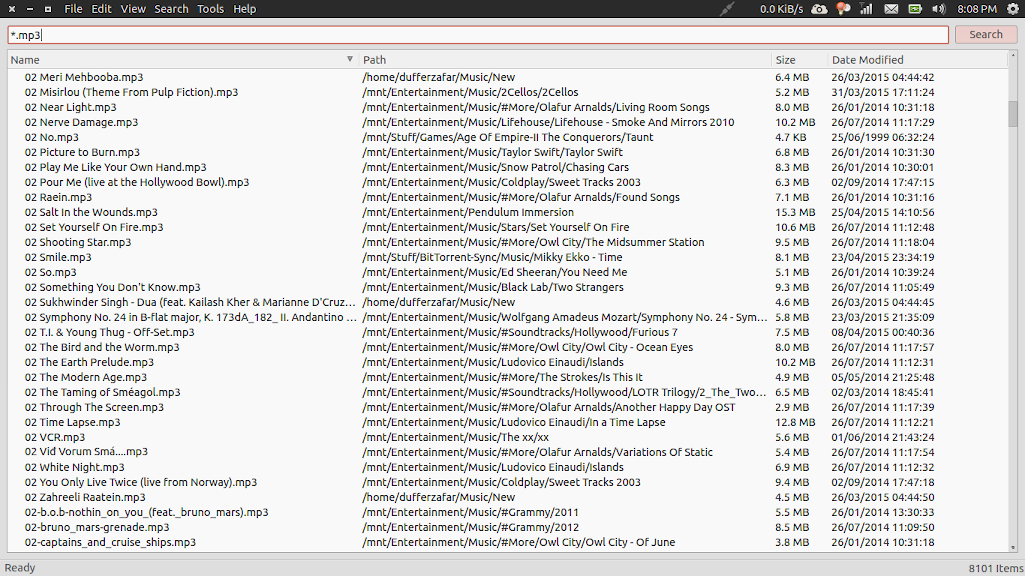 File Edit View Search Tools Help 0.0 KiB/s 8:08 PM
*.mp3 Search
Name Path Size Date Modified
02 Meri Mehbooba.mp3 /home/dufferzafar/Music/New 6.4 MB 26/03/2015 04:44:42
02 Misirlou (Theme From Pulp Fiction).mp3 /mnt/Entertainment/Music/2Cellos/2Cellos 5.2 MB 31/03/2015 17:11:24
02 Near Light.mp3 /mnt/Entertainment/Music/#More/Olafur Arnalds/Living Room Songs 8.0 MB 26/01/2014 10:31:18
02 Nerve Damage.mp3 /mnt/Entertainment/Music/Lifehouse/Lifehouse - Smoke And Mirrors 2010 10.2 MB 26/07/2014 11:17:29
02 No.mp3 /mnt/Stuff/Games/Age Of Empire-II The Conquerors/Taunt 4.7 KB 25/06/1999 06:32:24
02 Picture to Burn.mp3 /mnt/Entertainment/Music/Taylor Swift/Taylor Swift 6.8 MB 26/01/2014 10:31:30
02 Play Me Like Your Own Hand.mp3 /mnt/Entertainment/Music/Snow Patrol/Chasing Cars 8.3 MB 26/01/2014 10:30:01
02 Pour Me (live at the Hollywood Bowl).mp3 /mnt/Entertainment/Music/Coldplay/Sweet Tracks 2003 6.3 MB 02/09/2014 17:47:15
02 Raein.mp3 /mnt/Entertainment/Music/#More/Olafur Arnalds/Found Songs 7.1 MB 26/01/2014 10:31:16
02 Salt In the Wounds.mp3 /mnt/Entertainment/Pendulum Immersion 15.3 MB 25/04/2015 14:10:56
02 Set Yourself On Fire.mp3 /mnt/Entertainment/Music/Stars/Set Yourself On Fire 10.6 MB 26/07/2014 11:12:48
02 Shooting Star.mp3 /mnt/Entertainment/Music/#More/Owl City/The Midsummer Station 9.5 MB 26/07/2014 11:18:04
02 Smile.mp3 /mnt/Stuff/BitTorrent-Sync/Music/Mikky Ekko - Time 8.1 MB 23/04/2015 23:34:19
02 So.mp3 /mnt/Entertainment/Music/Ed Sheeran/You Need Me 5.1 MB 26/01/2014 10:39:24
02 Something You Don't Know.mp3 /mnt/Entertainment/Music/Black Lab/Two Strangers 9.3 MB 26/07/2014 11:05:49
02 Sukhwinder Singh - Dua (feat. Kailash Kher & Marianne D'Cruz... /home/dufferzafar/Music/New 4.6 MB 26/03/2015 04:44:45
02 Symphony No. 24 in B-flat major, K. 173dA_182_ II. Andantino ... /mnt/Entertainment/Music/Wolfgang Amadeus Mozart/Symphony No. 24 - Sym... 5.8 MB 23/03/2015 21:35:09
02 T.I. & Young Thug - Off-Set.mp3 /mnt/Entertainment/Music/#Soundtracks/Hollywood/Furious 7 7.5 MB 08/04/2015 00:40:36
02 The Bird and the Worm.mp3 /mnt/Entertainment/Music/#More/Owl City/Owl City - Ocean Eyes 8.0 MB 26/07/2014 11:17:57
02 The Earth Prelude.mp3 /mnt/Entertainment/Music/Ludovico Einaudi/Islands 10.2 MB 26/07/2014 11:12:31
02 The Modern Age.mp3 /mnt/Entertainment/Music/#More/The Strokes/Is This It 4.9 MB 05/05/2014 21:25:48
02 The Taming of Sméagol.mp3 /mnt/Entertainment/Music/#Soundtracks/Hollywood/LOTR Trilogy/2_The_Two... 6.5 MB 02/03/2014 18:45:41
02 Through The Screen.mp3 /mnt/Entertainment/Music/#More/Olafur Arnalds/Another Happy Day OST 2.9 MB 26/07/2014 11:17:39
02 Time Lapse.mp3 /mnt/Entertainment/Music/Ludovico Einaudi/In a Time Lapse 12.8 MB 26/07/2014 11:12:21
02 VCR.mp3 /mnt/Entertainment/Music/The xx/xx 5.6 MB 01/06/2014 21:43:24
02 Við Vorum Smá....mp3 /mnt/Entertainment/Music/#More/Olafur Arnalds/Variations Of Static 5.4 MB 26/07/2014 11:17:54
02 White Night.mp3 /mnt/Entertainment/Music/Ludovico Einaudi/Islands 6.9 MB 26/07/2014 11:12:32
02 You Only Live Twice (live from Norway).mp3 /mnt/Entertainment/Music/Coldplay/Sweet Tracks 2003 9.4 MB 02/09/2014 17:47:18
02 Zahreeli Raatein.mp3 /home/dufferzafar/Music/New 4.5 MB 26/03/2015 04:44:50
02-b.o.b-nothin_on_you_(feat._bruno_mars).mp3 /mnt/Entertainment/Music/#Grammy/2011 5.5 MB 26/01/2014 13:30:33
02-bruno_mars-grenade.mp3 /mnt/Entertainment/Music/#Grammy/2012 8.5 MB 26/07/2014 11:09:50
02-captains_and_cruise_ships.mp3 /mnt/Entertainment/Music/#More/Owl City/Owl City - Of June 3.8 MB 26/01/2014 10:31:18
Ready 8101 Items